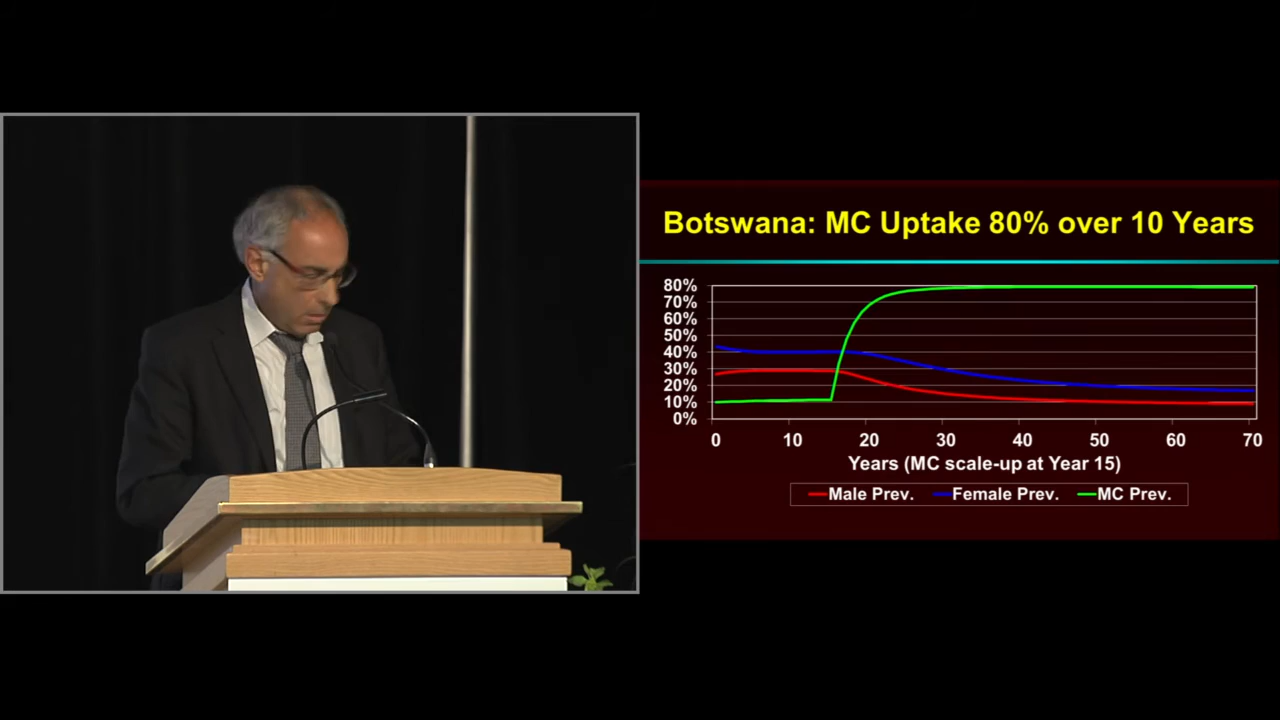 Botswana: MC Uptake 80% over 10 Years
80%
70%
60%
50%
40%
30%
20%
10%
0%
0 10 20 30 40 50 60 70
Years (MC scale-up at Year 15)
Male Prev. Female Prev. MC Prev.